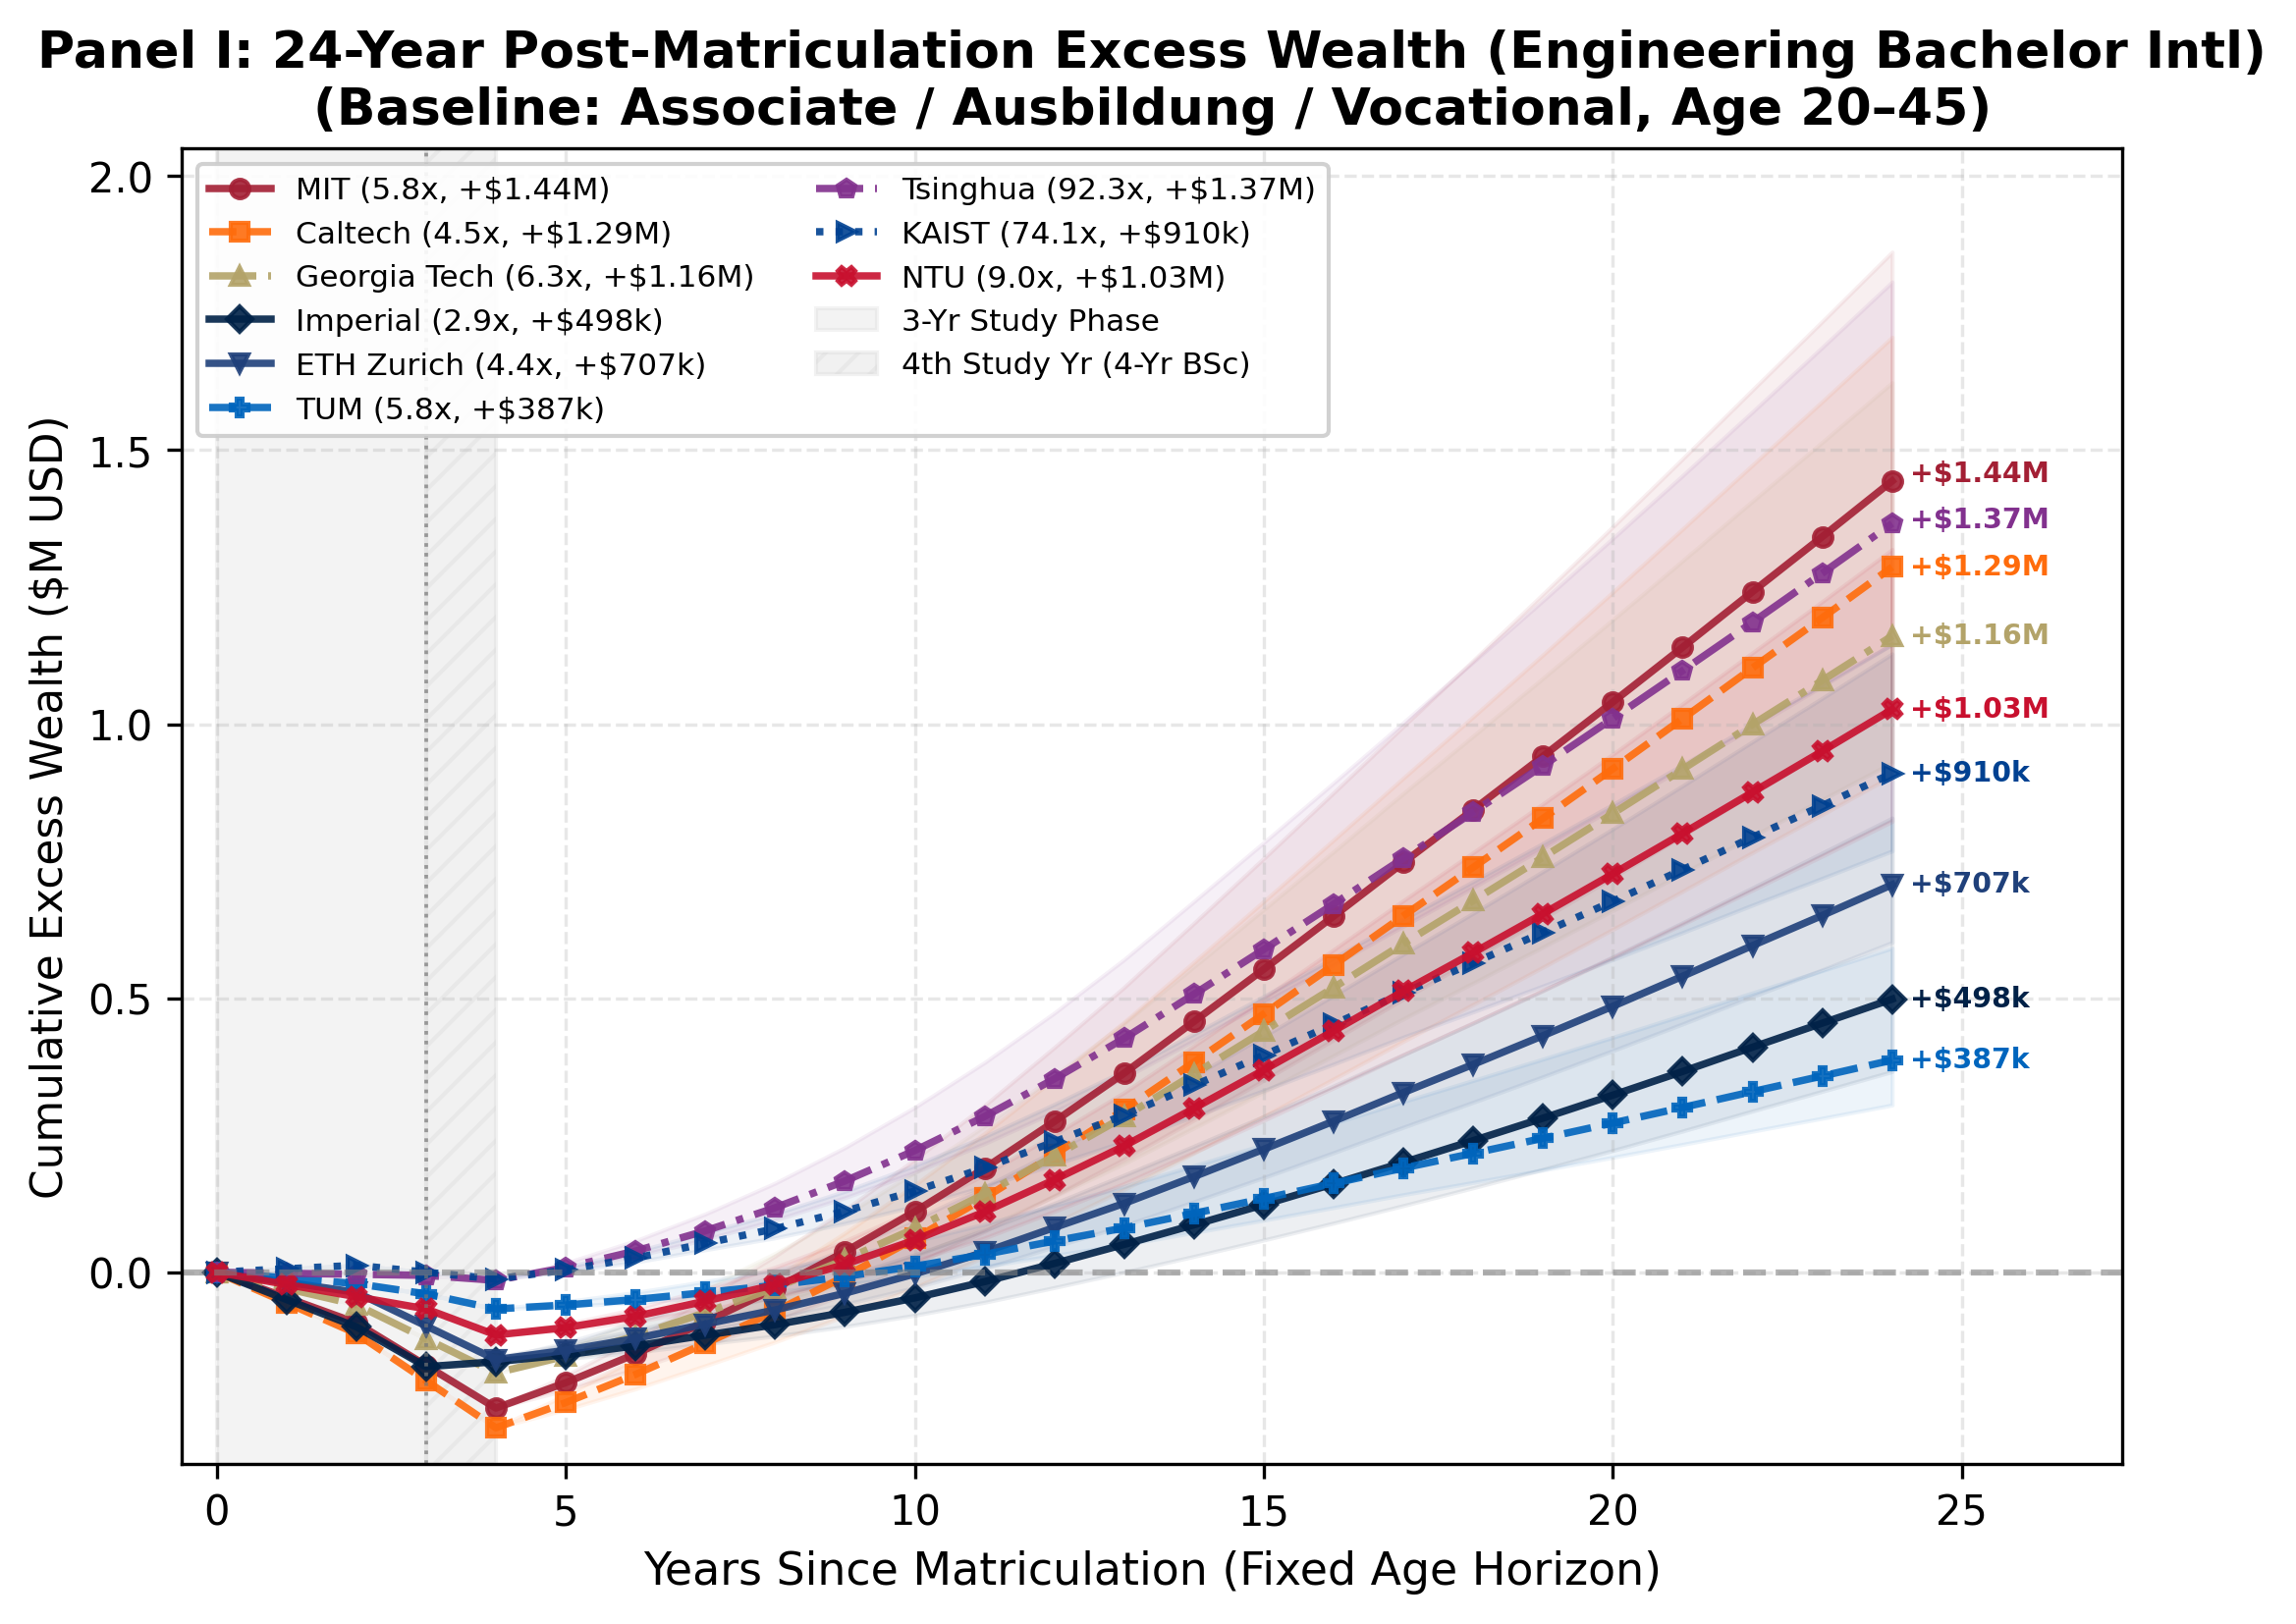 Panel I: 24-Year Post-Matriculation Excess Wealth (Engineering Bachelor Intl)
(Baseline: Associate / Ausbildung / Vocational, Age 20–45)
Cumulative Excess Wealth ($M USD)
2.0
1.5
1.0
0.5
0.0
MIT (5.8x, +$1.44M)
Caltech (4.5x, +$1.29M)
Georgia Tech (6.3x, +$1.16M)
Imperial (2.9x, +$498k)
ETH Zurich (4.4x, +$707k)
TUM (5.8x, +$387k)
Tsinghua (92.3x, +$1.37M)
KAIST (74.1x, +$910k)
NTU (9.0x, +$1.03M)
3-Yr Study Phase
4th Study Yr (4-Yr BSc)
+$1.44M
+$1.37M
+$1.29M
+$1.16M
+$1.03M
+$910k
+$707k
+$498k
+$387k
0 5 10 15 20 25
Years Since Matriculation (Fixed Age Horizon)